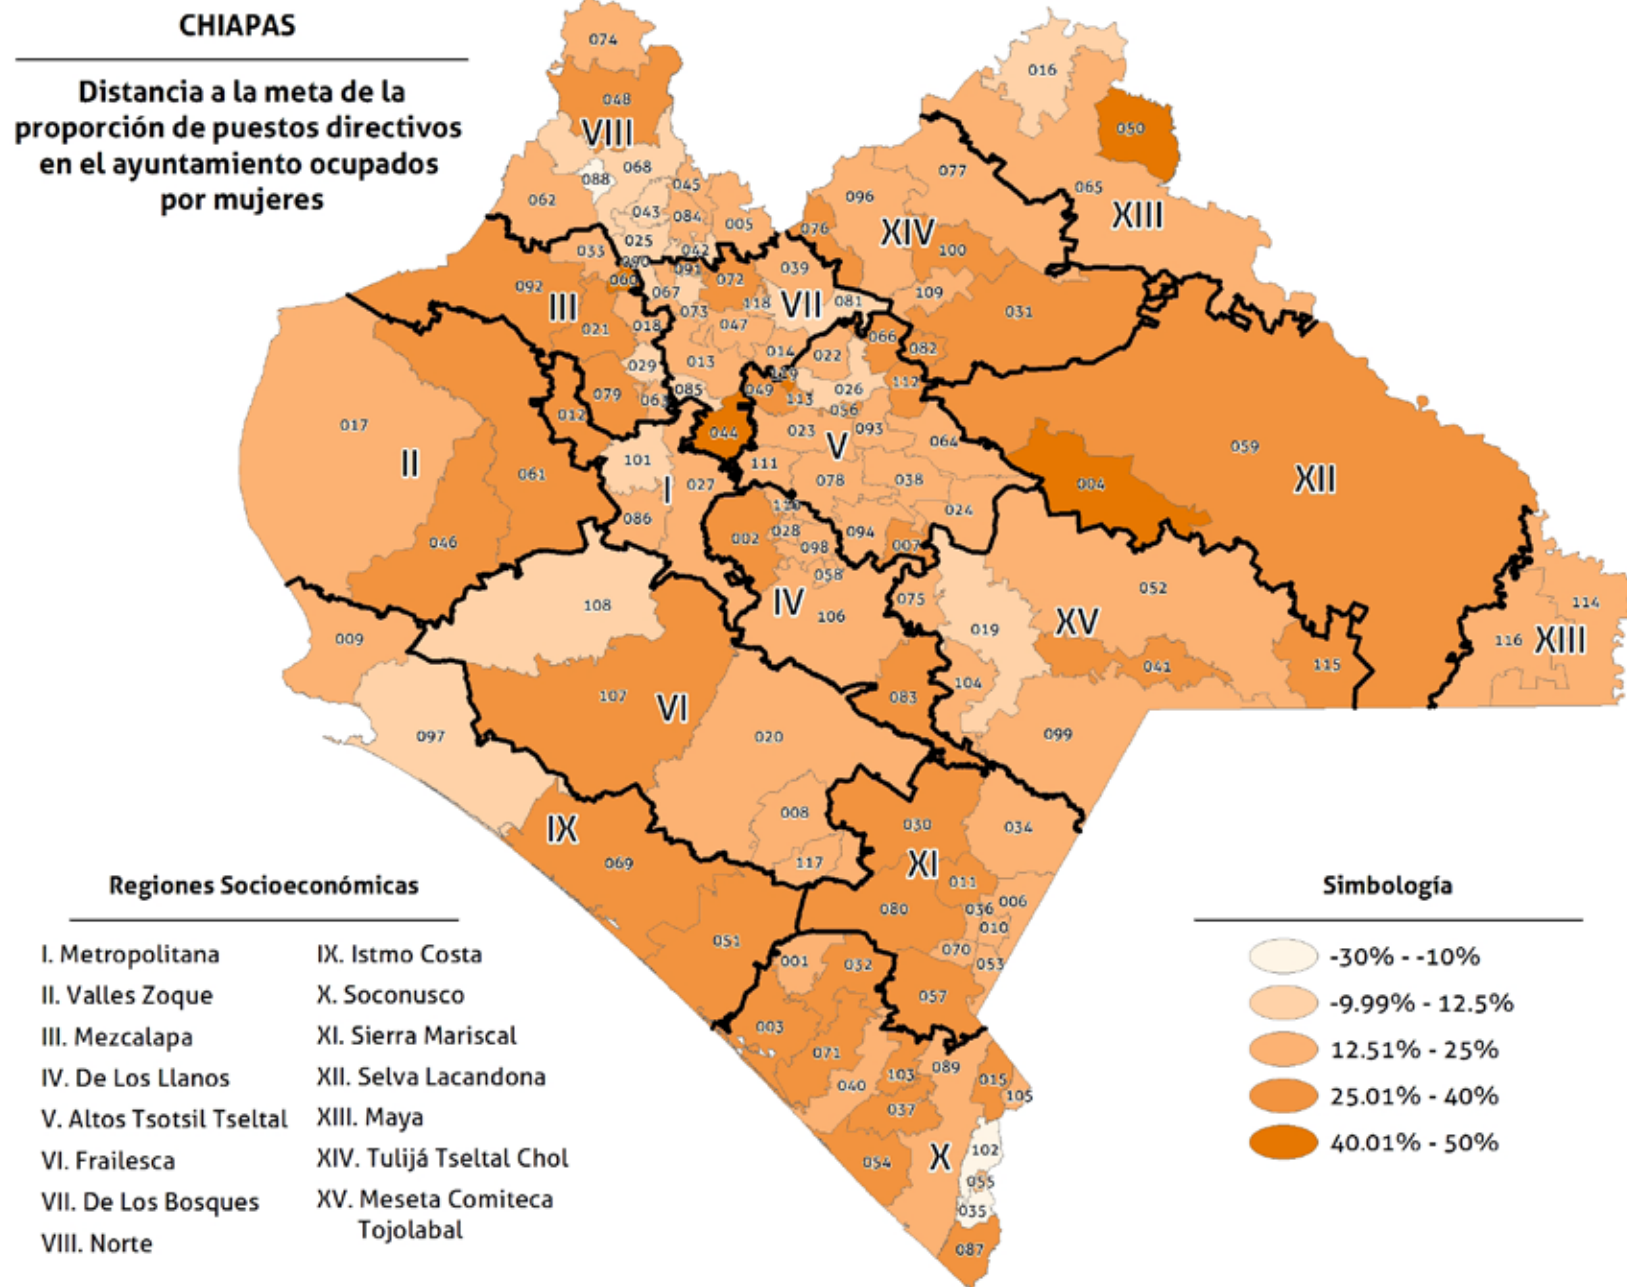 CHIAPAS
Distancia a la meta de la
proporción de puestos directivos
en el ayuntamiento ocupados
por mujeres
074
016
048
050
VIII
068
088
077
045
065
062
096
XIII
043
084
005
076
XIV
025
042
100
033
090
091
039
060
072
092
067
109
III
118
VII
081
073
031
018
047
021
066
014
022
082
029
013
119
079
085
049
026
112
063
113
056
012
017
044
023
093
V
064
059
101
II
111
061
I
027
078
038
004
XII
110
024
086
002
028
094
046
098
007
058
052
108
IV
075
114
106
019
XV
009
116
XIII
041
115
104
107
083
VI
097
020
099
008
030
034
IX
069
117
XI
011
006
080
036
010
051
070
001
032
053
057
003
071
089
103
015
040
105
037
102
X
054
055
035
087
Regiones Socioeconómicas
I. Metropolitana
II. Valles Zoque
III. Mezcalapa
IV. De Los Llanos
V. Altos Tsotsil Tseltal
VI. Frailesca
VII. De Los Bosques
VIII. Norte
IX. Istmo Costa
X. Soconusco
XI. Sierra Mariscal
XII. Selva Lacandona
XIII. Maya
XIV. Tulijá Tseltal Chol
XV. Meseta Comiteca
Tojolabal
Simbología
-30% - -10%
-9.99% - 12.5%
12.51% - 25%
25.01% - 40%
40.01% - 50%